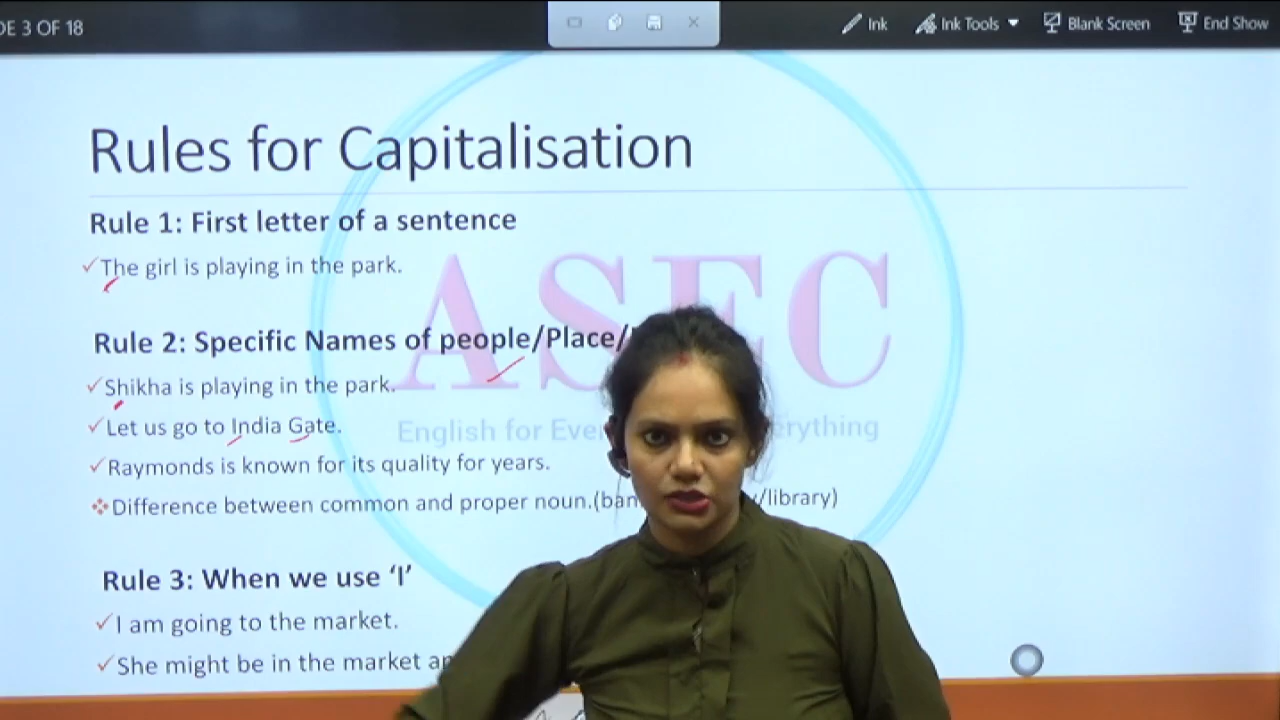 DE 3 OF 18
Ink
Ink Tools
Blank Screen
End Show
Rules for Capitalisation
Rule 1: First letter of a sentence
The girl is playing in the park.
ASEC
Rule 2: Specific Names of people/Place/
Shikha is playing in the park.
Let us go to India Gate.
English for
Raymonds is known for its quality for years.
Difference between common and proper noun.(ban /library)
Rule 3: When we use ‘I’
I am going to the market.
She might be in the market